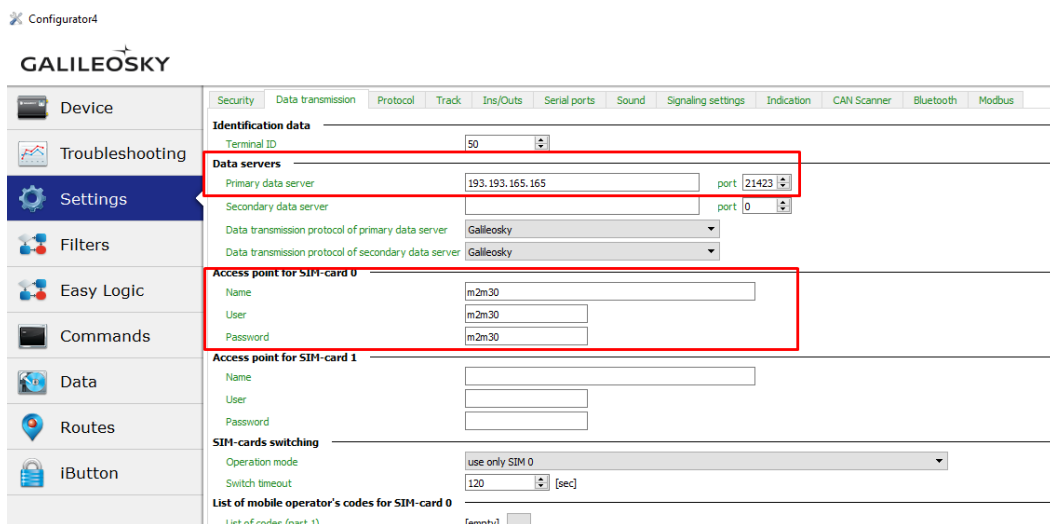 Configurator4
GALILEOSKY
Device
Troubleshooting
Settings
Filters
Easy Logic
Commands
Data
Routes
iButton
Security Data transmission Protocol Track Ins/Outs Serial ports Sound Signaling settings Indication CAN Scanner Bluetooth Modbus
Identification data
Terminal ID 50
Data servers
Primary data server 193.193.165.165 port 21423
Secondary data server port 0
Data transmission protocol of primary data server Galileosky
Data transmission protocol of secondary data server Galileosky
Access point for SIM-card 0
Name m2m30
User m2m30
Password m2m30
Access point for SIM-card 1
Name
User
Password
SIM-cards switching
Operation mode use only SIM 0
Switch timeout 120 [sec]
List of mobile operator's codes for SIM-card 0
List of codes (part 1) [empty]